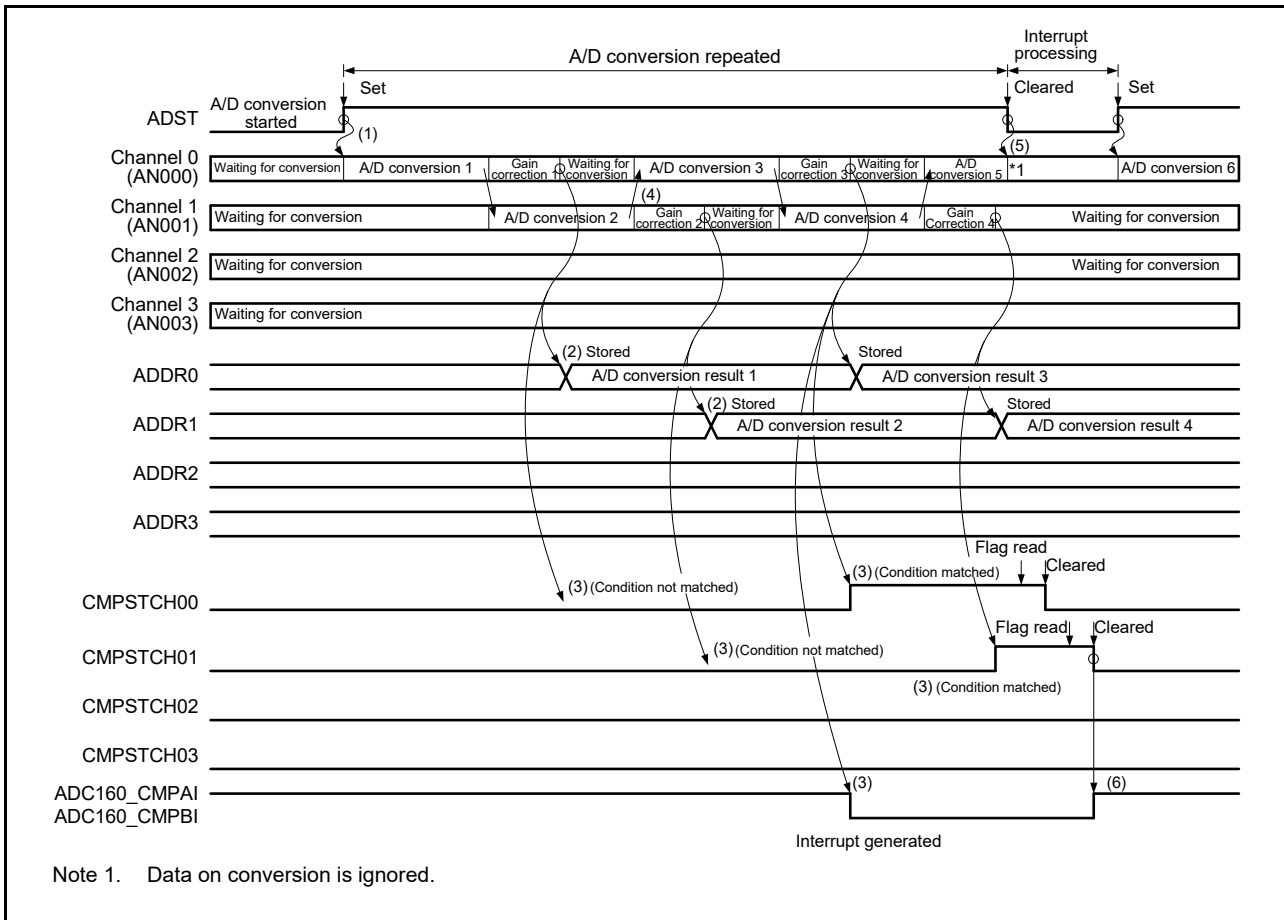 Interrupt
processing
A/D conversion repeated
Set
Cleared
Set
ADST
A/D conversion
started
(1)
(5)
Channel 0
(AN000)
Waiting for conversion
A/D conversion 1
Gain
correction 1
Waiting for
conversion
A/D conversion 3
Gain
correction 3
Waiting for
conversion
A/D
conversion 5
*1
A/D conversion 6
(4)
Channel 1
(AN001)
Waiting for conversion
A/D conversion 2
Gain
correction 2
Waiting for
conversion
A/D conversion 4
Gain
Correction 4
Waiting for conversion
Channel 2
(AN002)
Waiting for conversion
Waiting for conversion
Channel 3
(AN003)
Waiting for conversion
(2) Stored
Stored
ADDR0
A/D conversion result 1
A/D conversion result 3
(2) Stored
Stored
ADDR1
A/D conversion result 2
A/D conversion result 4
ADDR2
ADDR3
Flag read
Cleared
(3) (Condition not matched)
(3) (Condition matched)
CMPSTCH00
Flag read
Cleared
(3) (Condition not matched)
CMPSTCH01
(3) (Condition matched)
CMPSTCH02
CMPSTCH03
(3)
(6)
ADC160_CMPAI
ADC160_CMPBI
Interrupt generated
Note 1. Data on conversion is ignored.